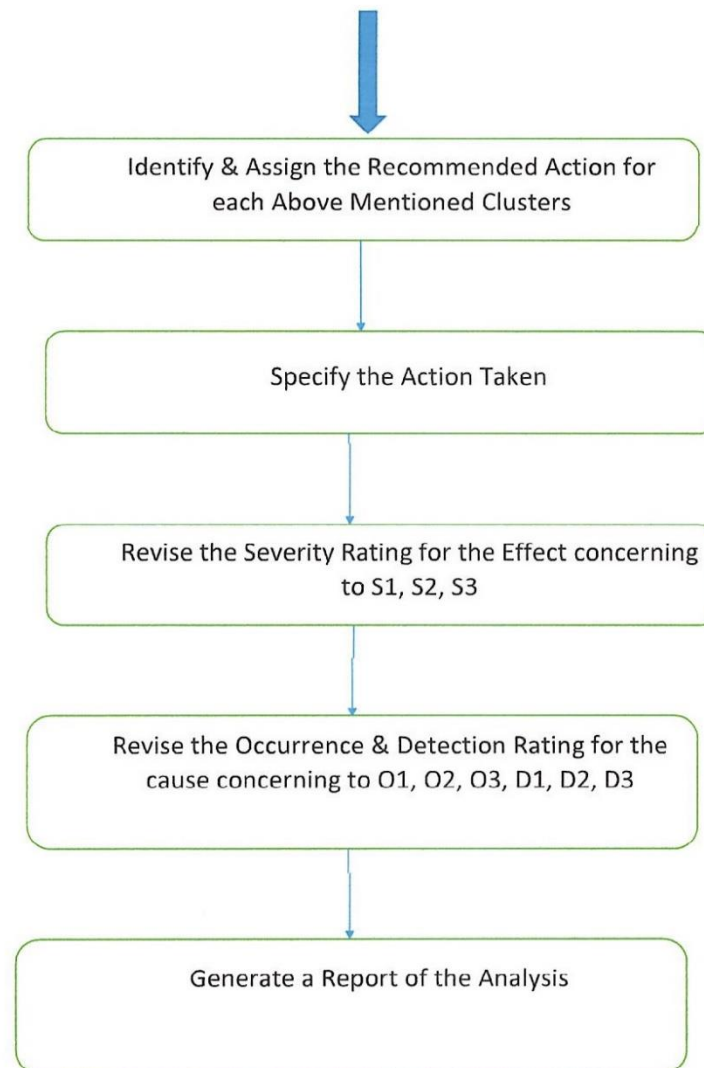 Identify & Assign the Recommended Action for
each Above Mentioned Clusters
Specify the Action Taken
Revise the Severity Rating for the Effect concerning
to S1, S2, S3
Revise the Occurrence & Detection Rating for the
cause concerning to O1, O2, O3, D1, D2, D3
Generate a Report of the Analysis